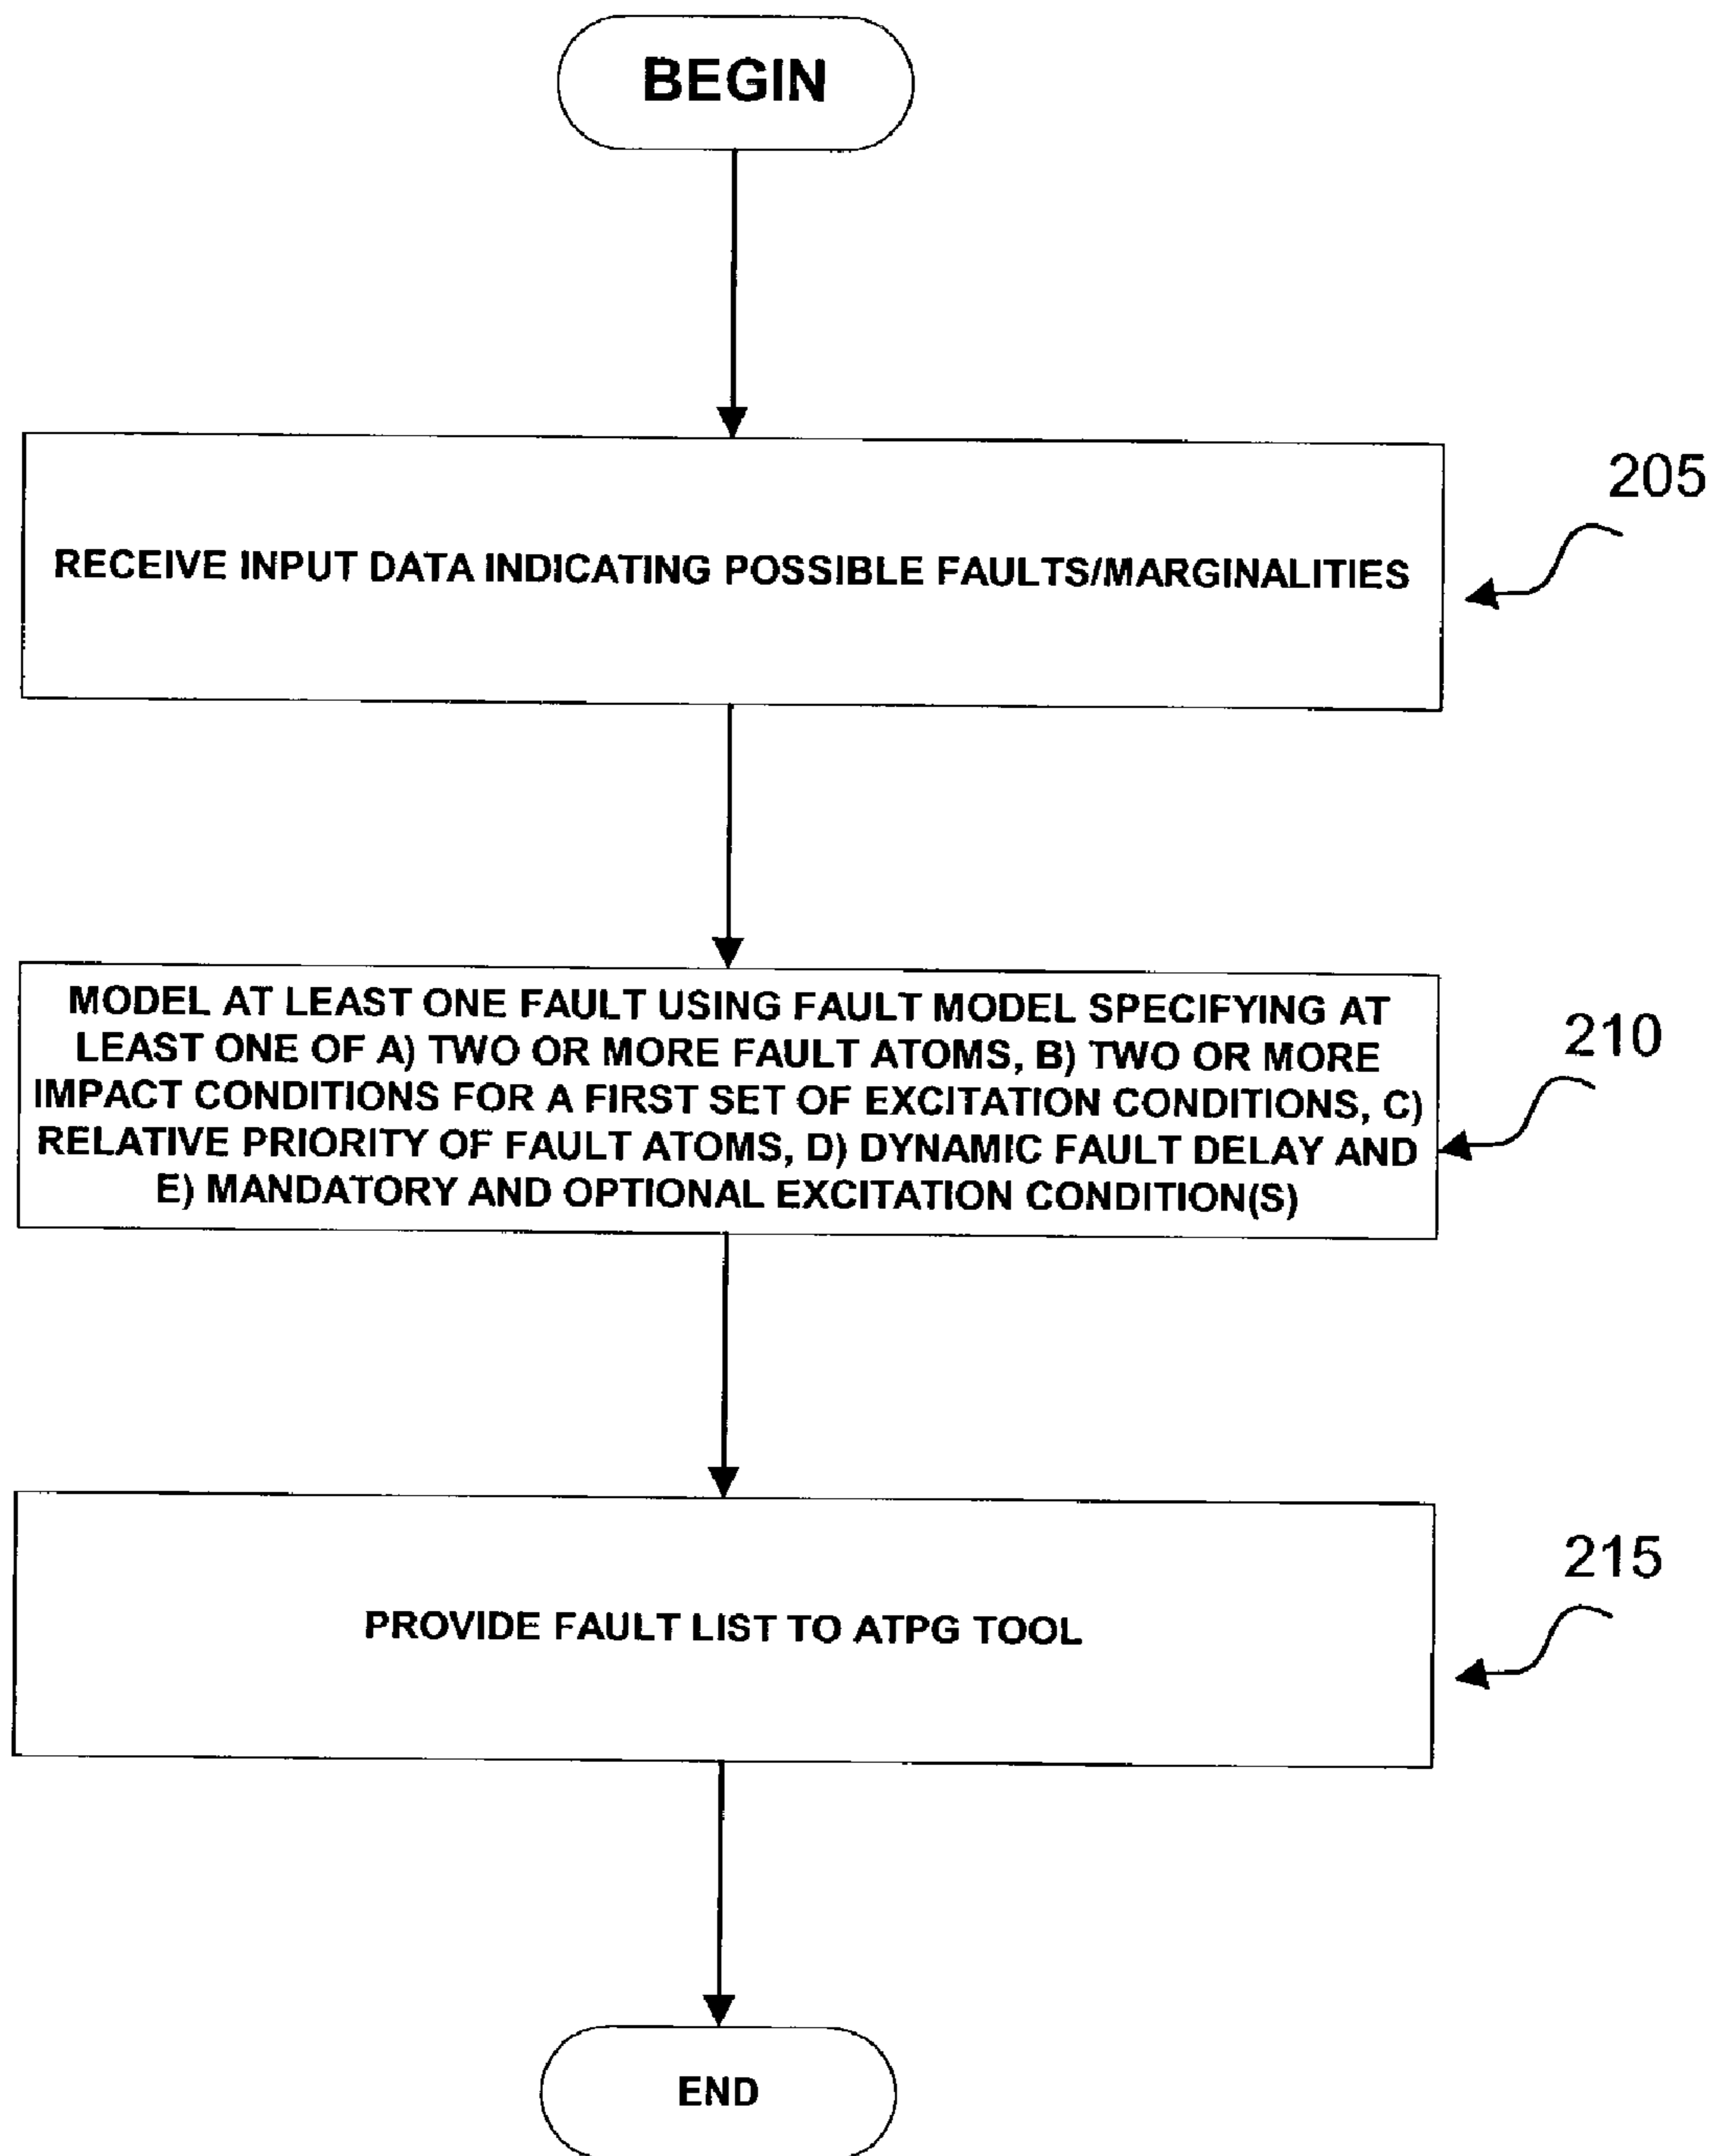 BEGIN
RECEIVE INPUT DATA INDICATING POSSIBLE FAULTS/MARGINALITIES
205
MODEL AT LEAST ONE FAULT USING FAULT MODEL SPECIFYING AT
LEAST ONE OF A) TWO OR MORE FAULT ATOMS, B) TWO OR MORE
IMPACT CONDITIONS FOR A FIRST SET OF EXCITATION CONDITIONS, C)
RELATIVE PRIORITY OF FAULT ATOMS, D) DYNAMIC FAULT DELAY AND
E) MANDATORY AND OPTIONAL EXCITATION CONDITION(S)
210
PROVIDE FAULT LIST TO ATPG TOOL
215
END